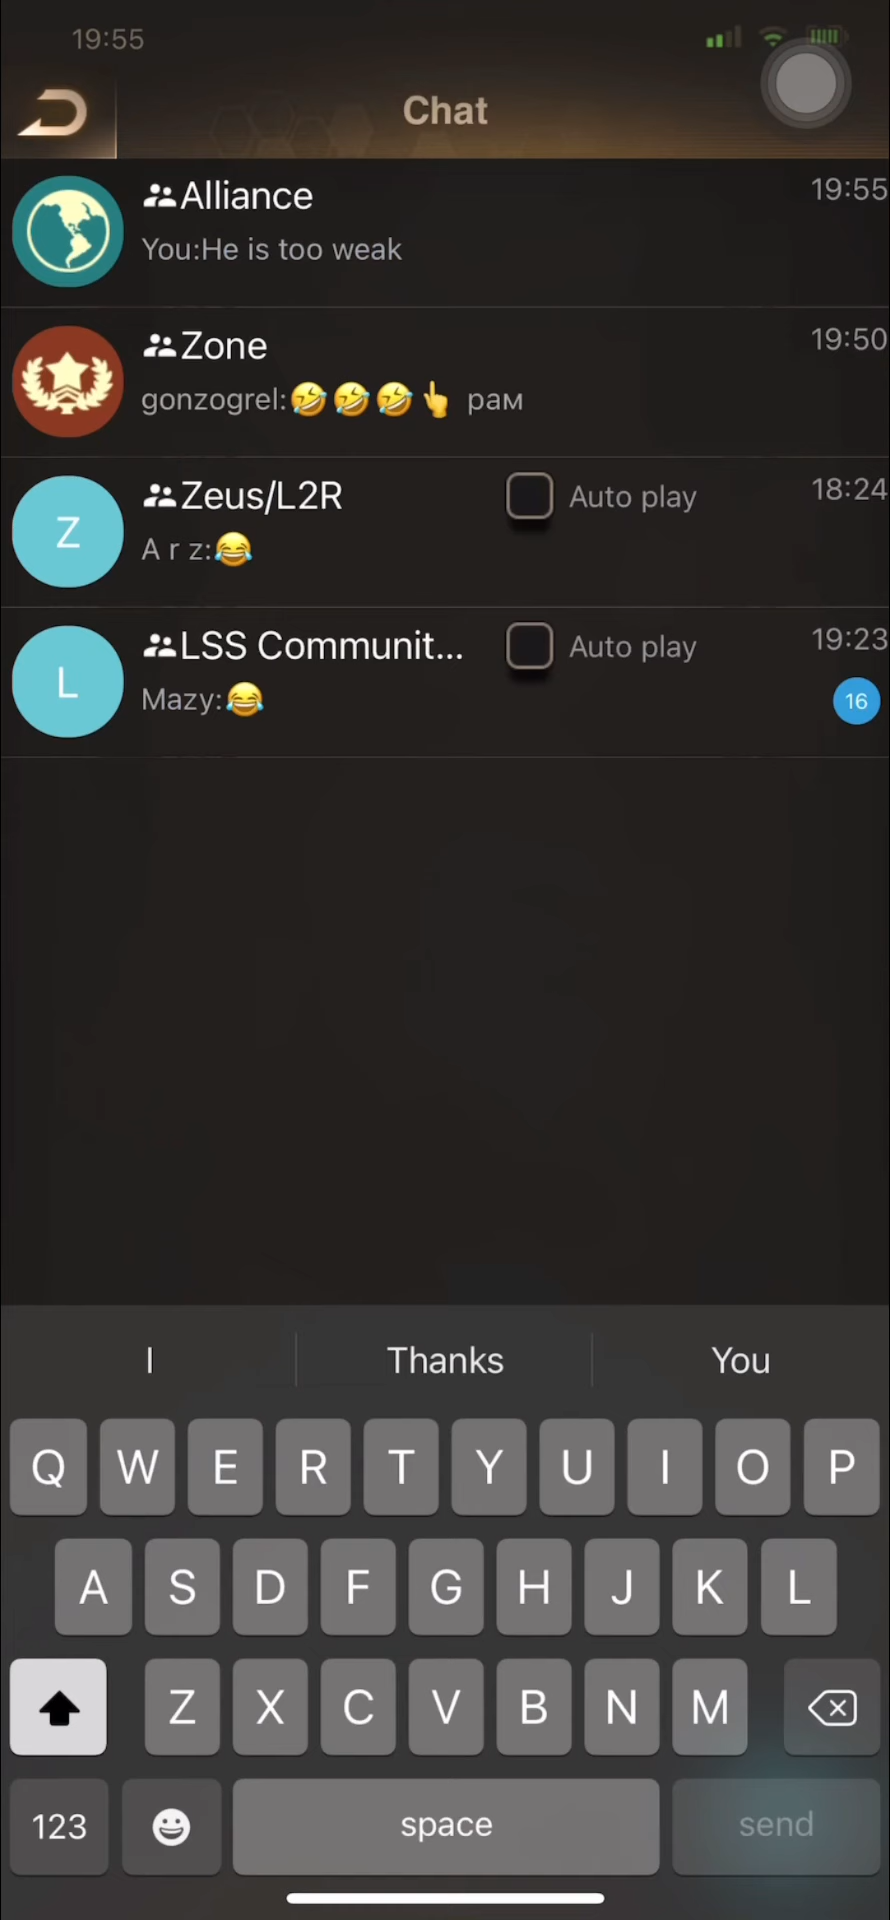 19:55
Chat
Alliance 19:55
You:He is too weak
Zone 19:50
gonzogrel:🤣🤣🤣👆 рам
Z
Zeus/L2R Auto play 18:24
A r z:😂
L
LSS Communit... Auto play 19:23
Mazy:😂 16
I Thanks You
Q W E R T Y U I O P
A S D F G H J K L
Z X C V B N M
123 space send